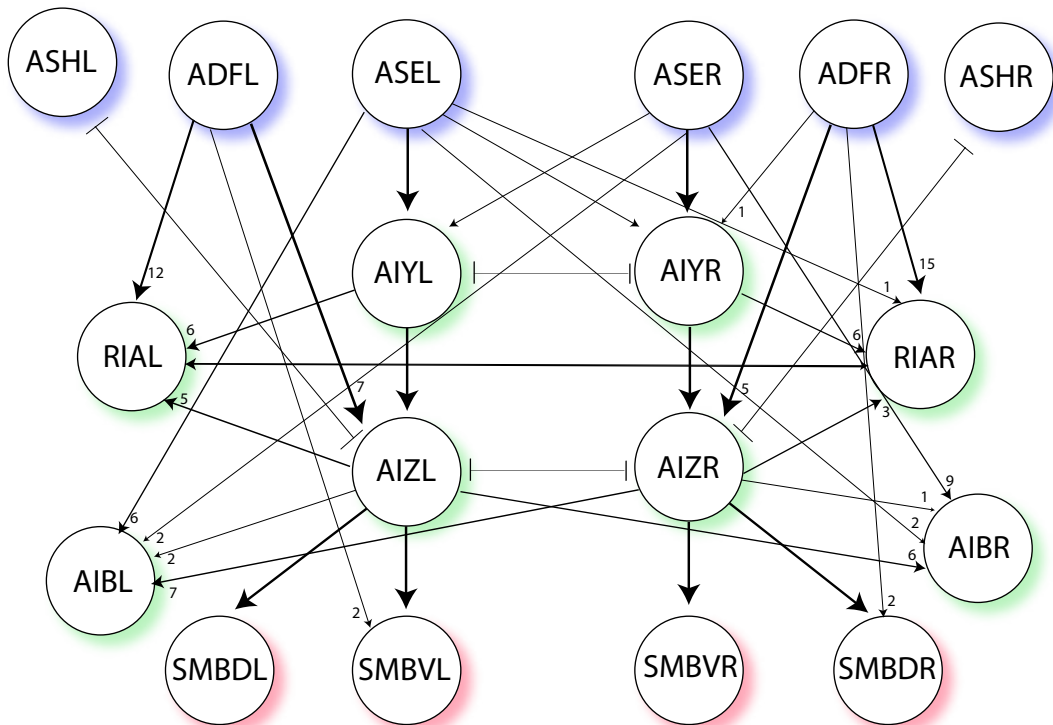 ASHL
ADFL
ASEL
ASER
ADFR
ASHR
1
12
AIYL
AIYR
15
1
6
6
RIAL
RIAR
5
7
5
3
AIZL
AIZR
9
6
2
2
7
1
2
6
AIBL
AIBR
2
2
SMBDL
SMBVL
SMBVR
SMBDR